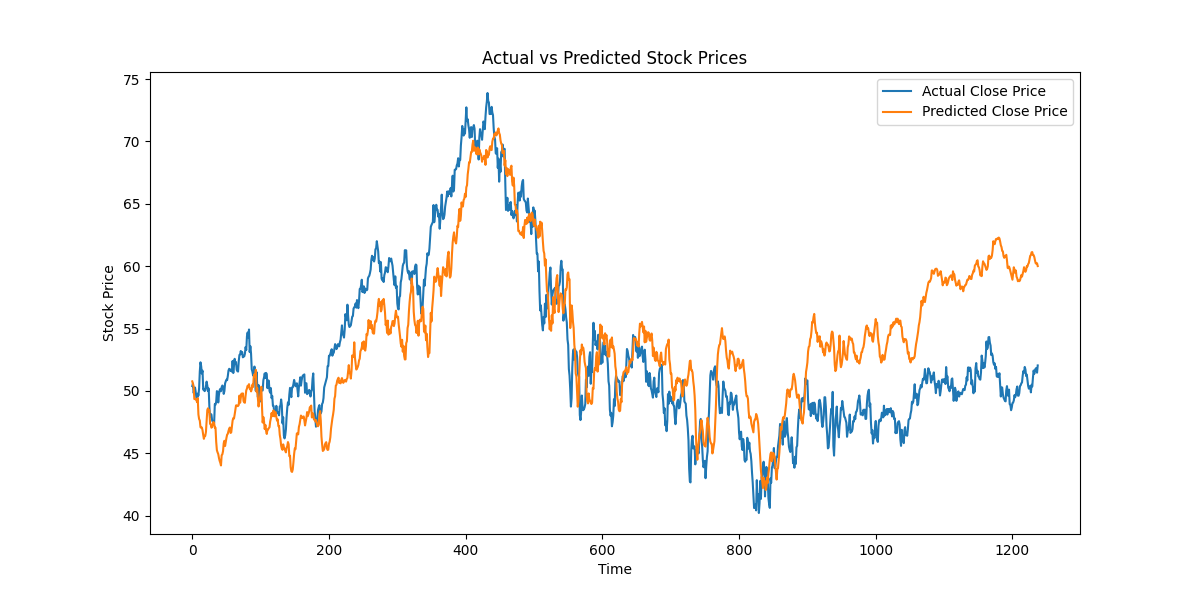 Actual vs Predicted Stock Prices
Actual Close Price
Predicted Close Price
Stock Price
75
70
65
60
55
50
45
40
0 200 400 600 800 1000 1200
Time